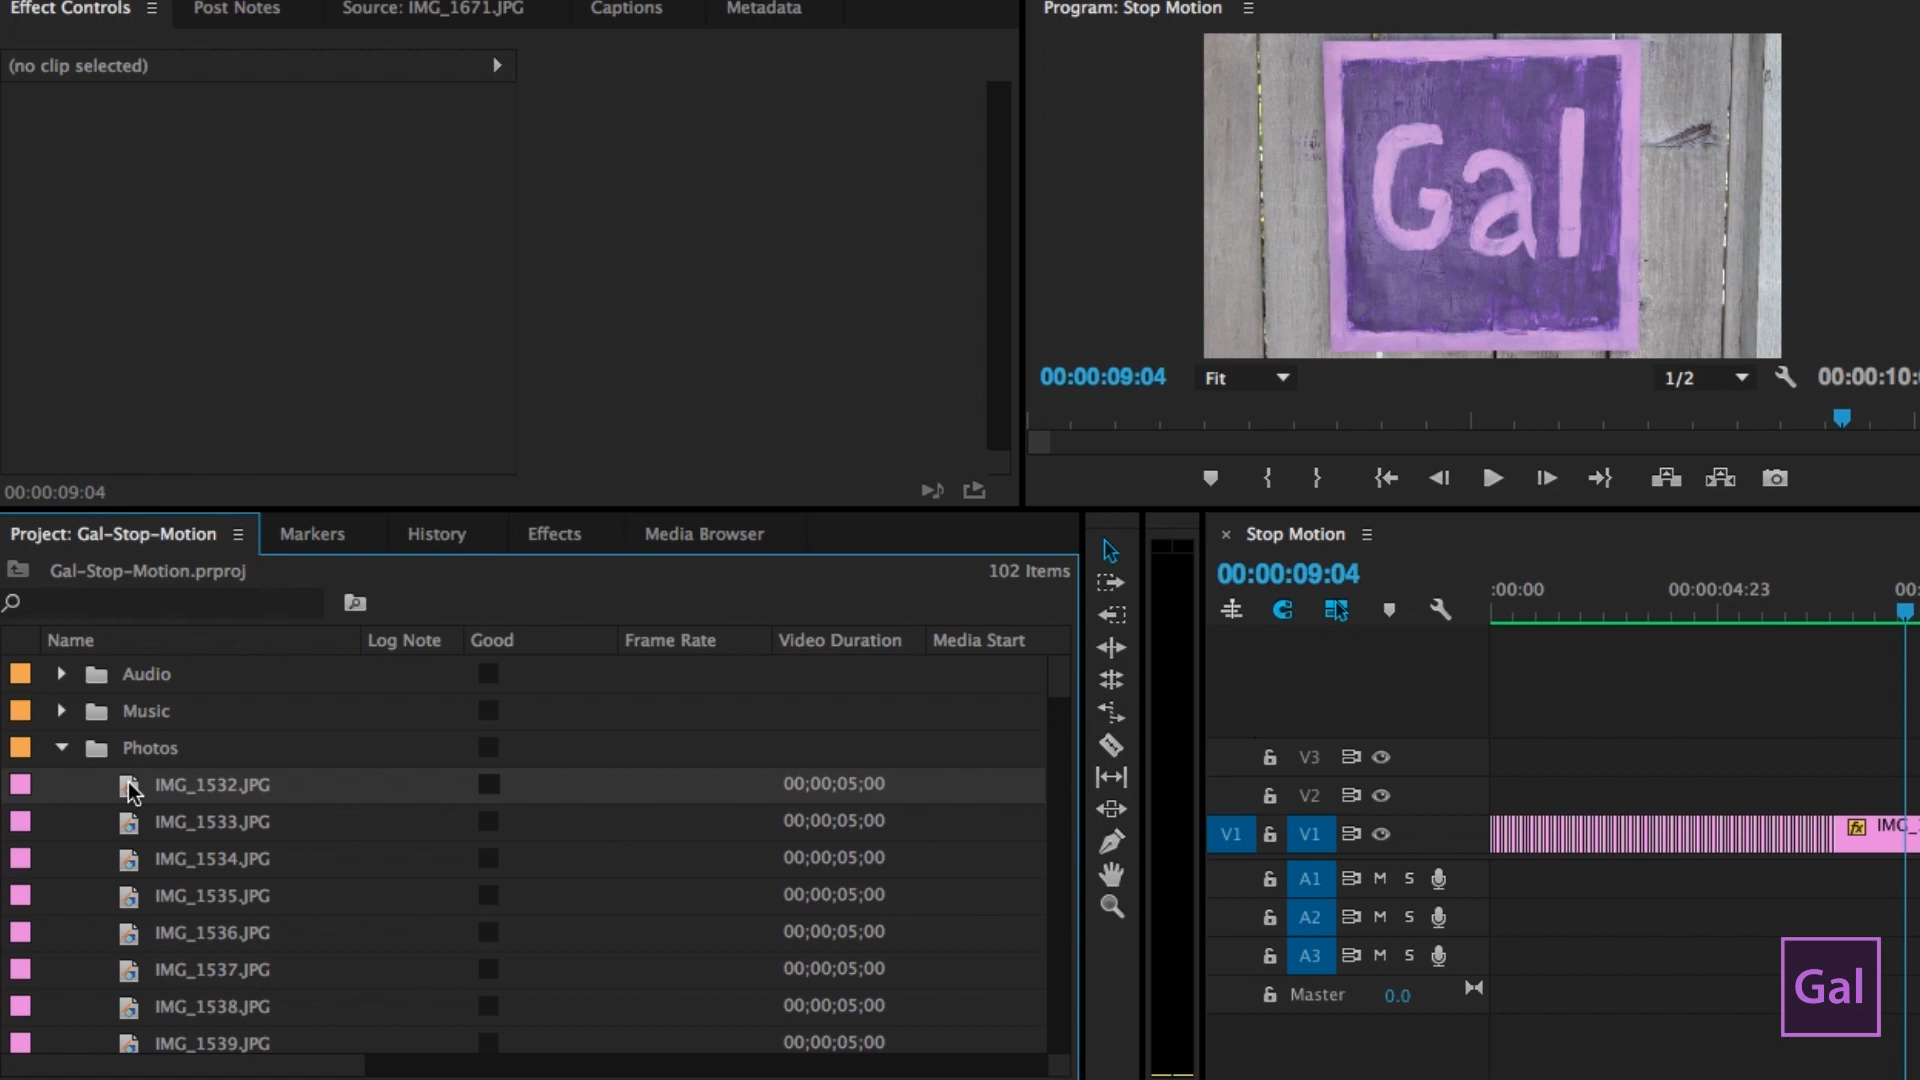 Effect Controls
Post Notes
Source: IMG_1671.JPG
Captions
Metadata
(no clip selected)
00:00:09:04
Program: Stop Motion
Gal
00:00:09:04
Fit
1/2
00:00:10:
Project: Gal-Stop-Motion
Markers
History
Effects
Media Browser
Gal-Stop-Motion.prproj
102 Items
Name
Log Note
Good
Frame Rate
Video Duration
Media Start
Audio
Music
Photos
IMG_1532.JPG 00;00;05;00
IMG_1533.JPG 00;00;05;00
IMG_1534.JPG 00;00;05;00
IMG_1535.JPG 00;00;05;00
IMG_1536.JPG 00;00;05;00
IMG_1537.JPG 00;00;05;00
IMG_1538.JPG 00;00;05;00
IMG_1539.JPG 00;00;05;00
× Stop Motion
00:00:09:04
:00:00
00:00:04:23
00:
V3
V2
V1 V1
fx IMG_
A1 M S
A2 M S
A3 M S
Master 0.0
Gal